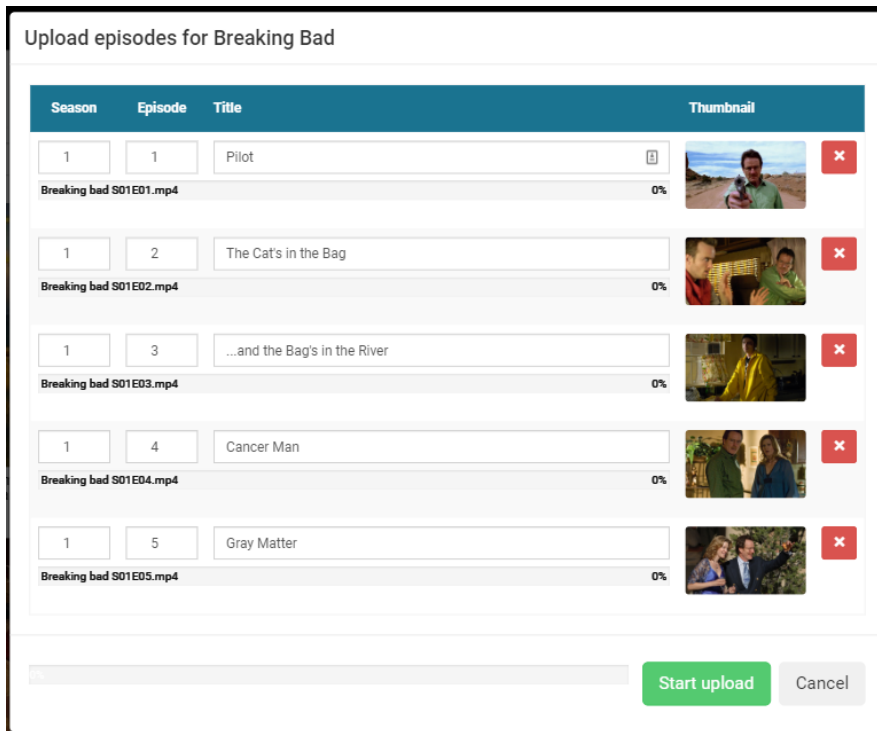 Upload episodes for Breaking Bad
Season Episode Title Thumbnail
1 1 Pilot
Breaking bad S01E01.mp4 0%
1 2 The Cat's in the Bag
Breaking bad S01E02.mp4 0%
1 3 ...and the Bag's in the River
Breaking bad S01E03.mp4 0%
1 4 Cancer Man
Breaking bad S01E04.mp4 0%
1 5 Gray Matter
Breaking bad S01E05.mp4 0%
0%
Start upload Cancel